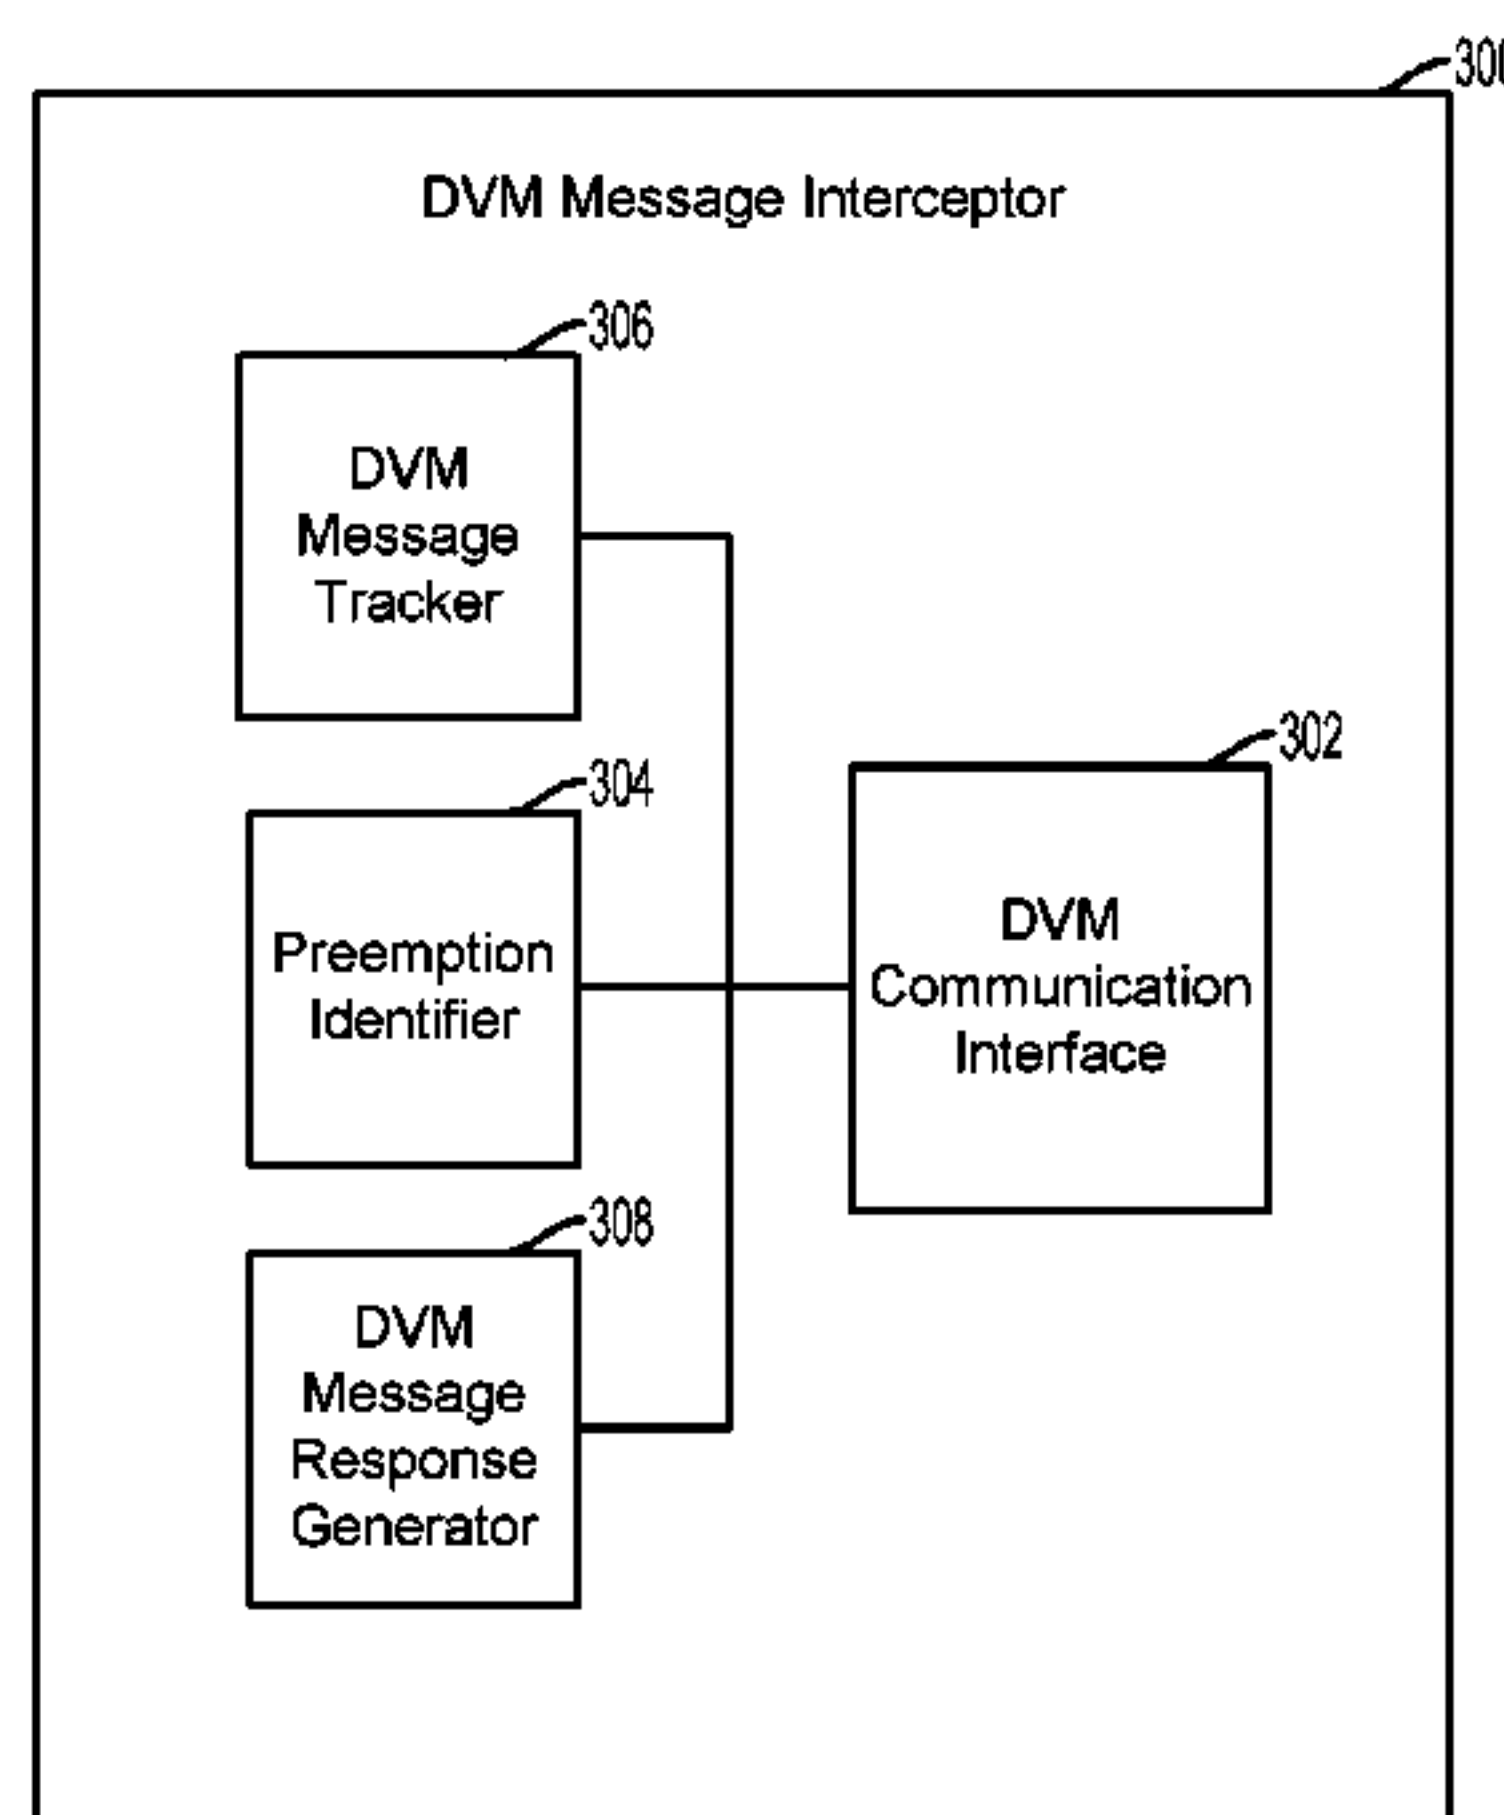 DVM Message Interceptor
306
DVM
Message
Tracker
304
Preemption
Identifier
302
DVM
Communication
Interface
308
DVM
Message
Response
Generator